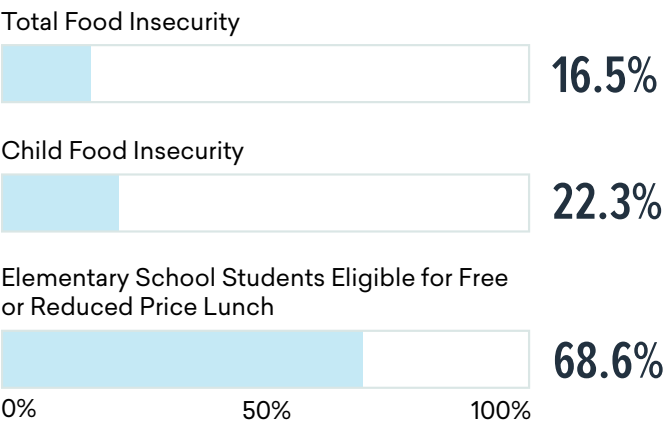 Total Food Insecurity
16.5%
Child Food Insecurity
22.3%
Elementary School Students Eligible for Free
or Reduced Price Lunch
68.6%
0% 50% 100%